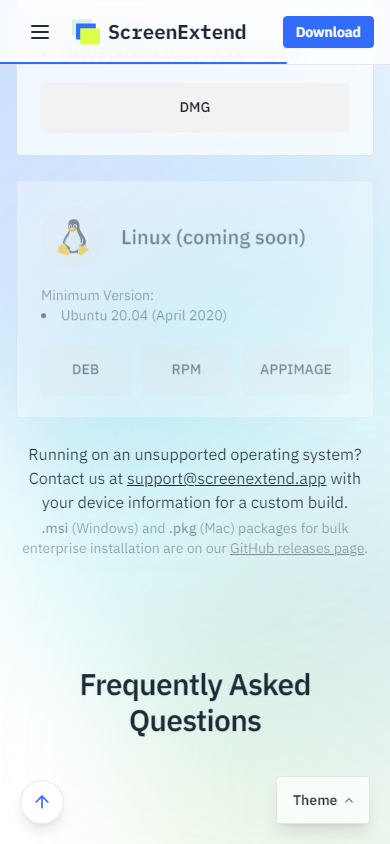 ScreenExtend
Download
DMG
Linux (coming soon)
Minimum Version:
• Ubuntu 20.04 (April 2020)
DEB RPM APPIMAGE
Running on an unsupported operating system?
Contact us at support@screenextend.app with
your device information for a custom build.
.msi (Windows) and .pkg (Mac) packages for bulk
enterprise installation are on our GitHub releases page.
Frequently Asked
Questions
Theme